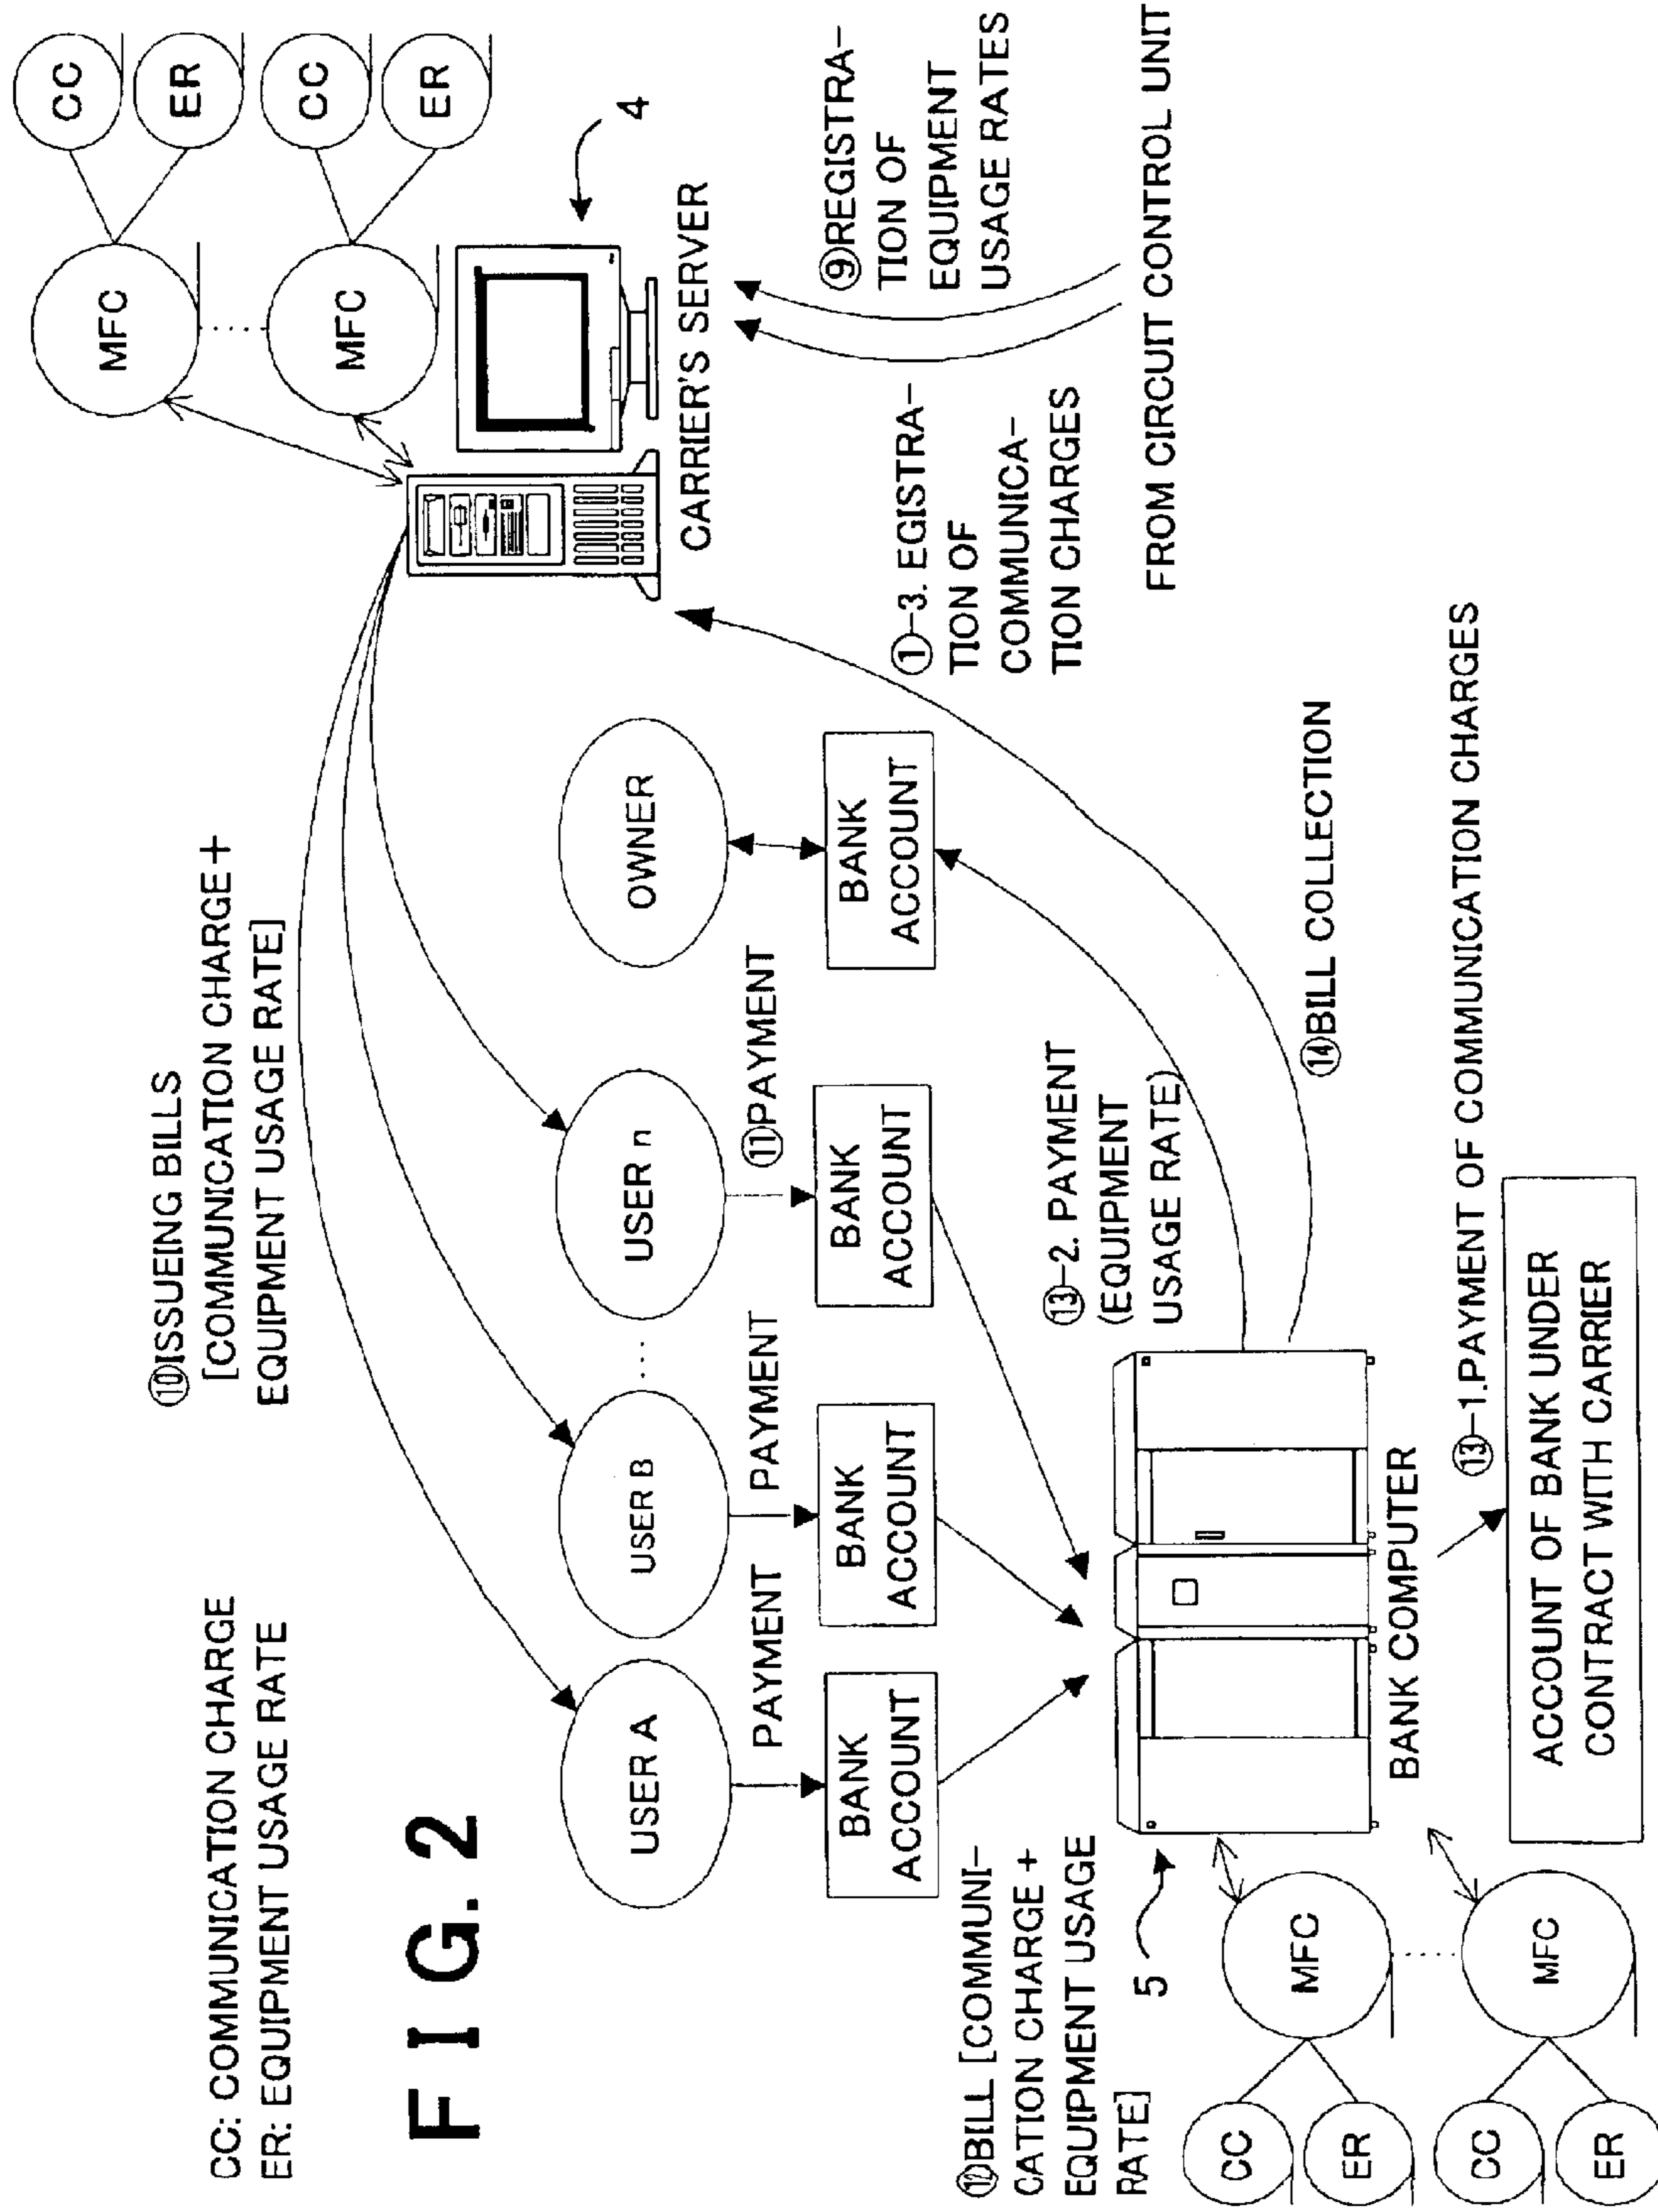 CC: COMMUNICATION CHARGE
ER: EQUIPMENT USAGE RATE
FIG. 2
⑩ISSUEING BILLS
[COMMUNICATION CHARGE +
EQUIPMENT USAGE RATE]
MFC
CC
ER
MFC
CC
ER
4
CARRIER'S SERVER
USER A
USER B
....
USER n
OWNER
PAYMENT
PAYMENT
⑪PAYMENT
BANK
ACCOUNT
BANK
ACCOUNT
BANK
ACCOUNT
BANK
ACCOUNT
⑨REGISTRA-
TION OF
EQUIPMENT
USAGE RATES
①-3. EGISTRA-
TION OF
COMMUNICA-
TION CHARGES
FROM CIRCUIT CONTROL UNIT
⑫BILL [COMMUNI-
CATION CHARGE +
EQUIPMENT USAGE
RATE]
5
⑬-2. PAYMENT
(EQUIPMENT
USAGE RATE)
⑭BILL COLLECTION
CC
ER
MFC
CC
ER
MFC
BANK COMPUTER
⑬-1.PAYMENT OF COMMUNICATION CHARGES
ACCOUNT OF BANK UNDER
CONTRACT WITH CARRIER